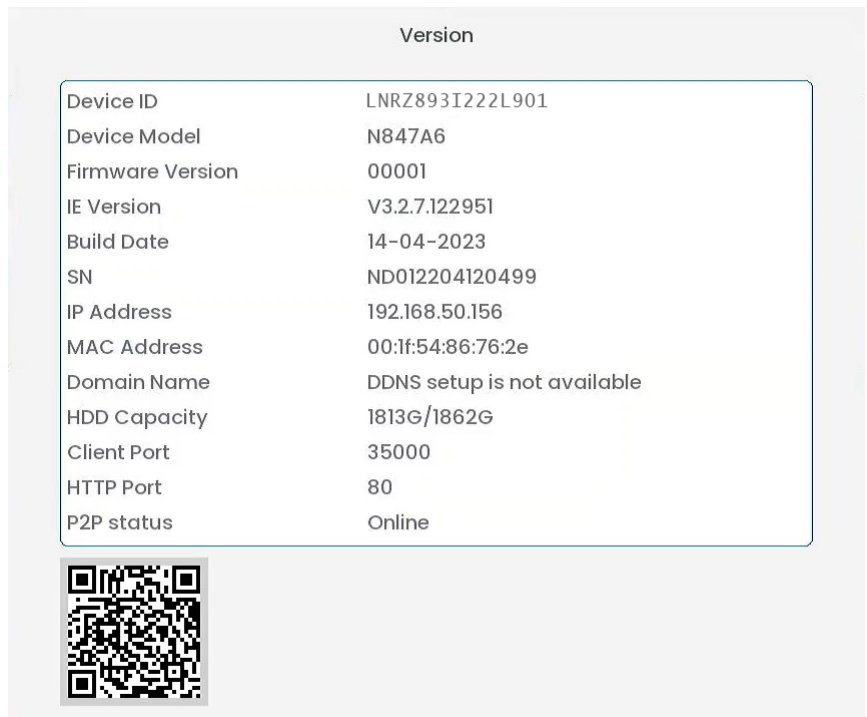 Version
Device ID LNRZ893I222L901
Device Model N847A6
Firmware Version 00001
IE Version V3.2.7.122951
Build Date 14-04-2023
SN ND012204120499
IP Address 192.168.50.156
MAC Address 00:1f:54:86:76:2e
Domain Name DDNS setup is not available
HDD Capacity 1813G/1862G
Client Port 35000
HTTP Port 80
P2P status Online